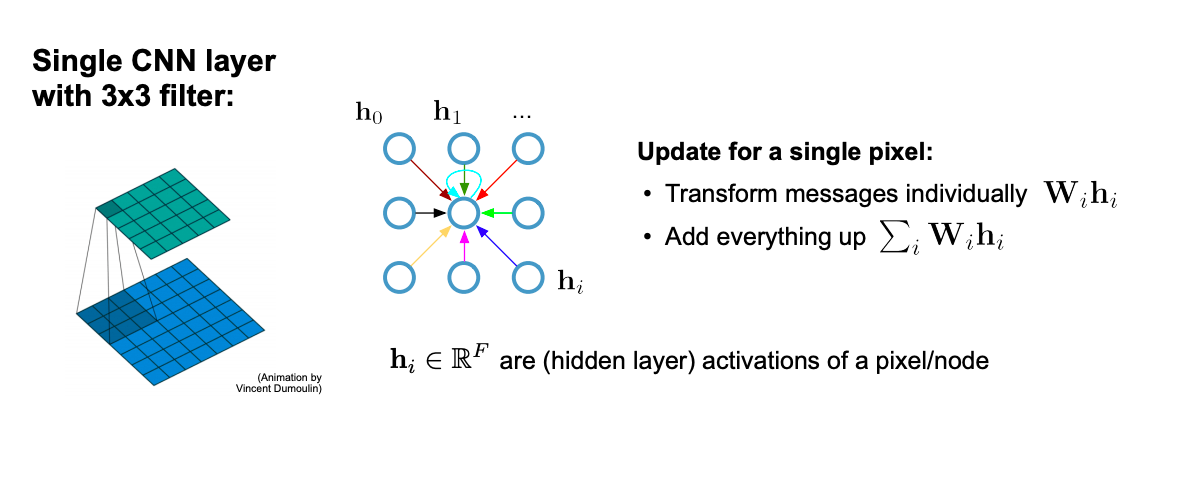 Single CNN layer
with 3x3 filter:
h₀ h₁ ...
Update for a single pixel:
• Transform messages individually Wᵢhᵢ
• Add everything up ∑ᵢ Wᵢhᵢ
hᵢ
hᵢ ∈ ℝᶠ are (hidden layer) activations of a pixel/node
(Animation by
Vincent Dumoulin)